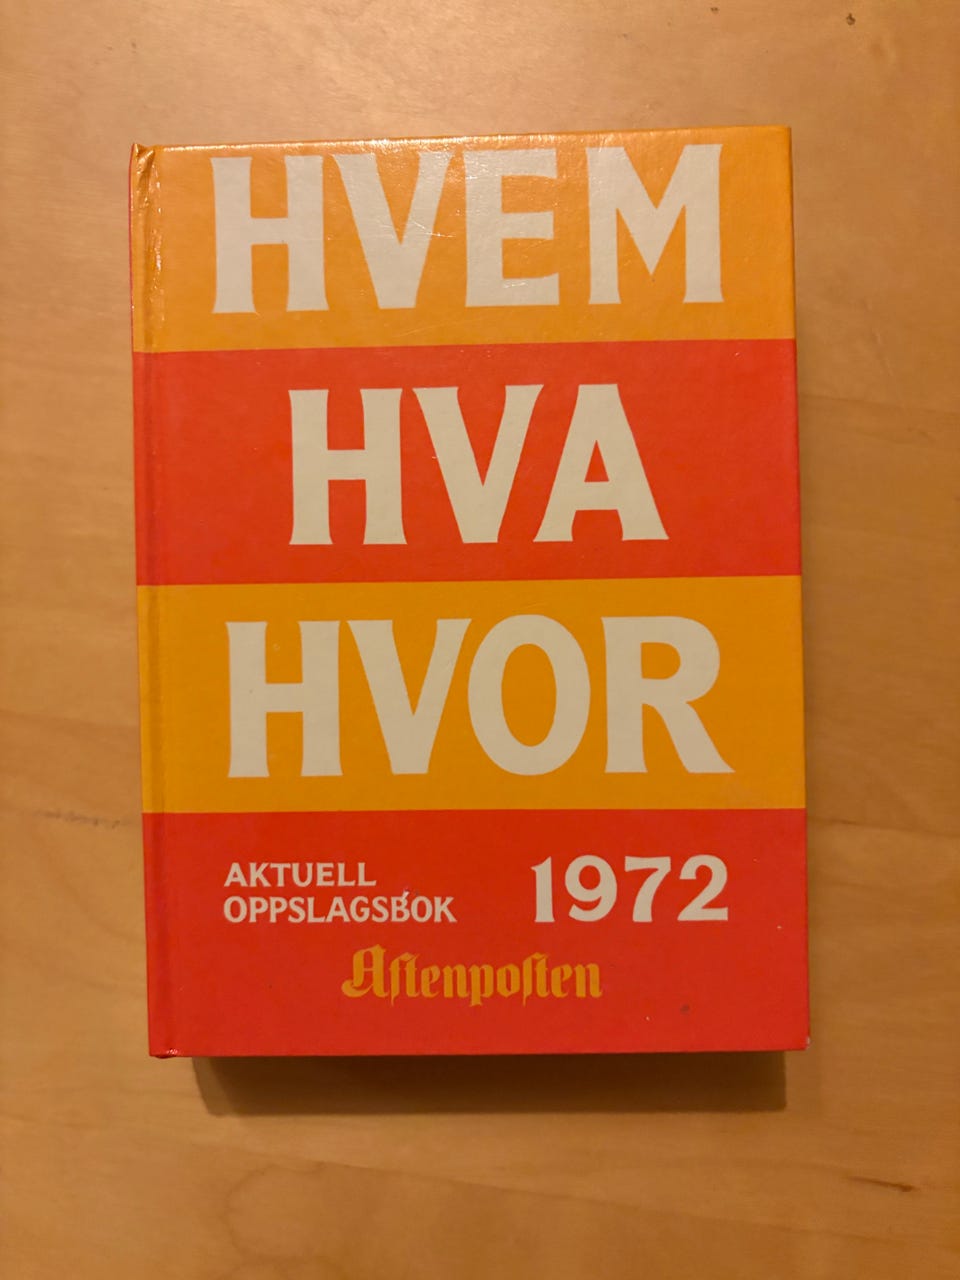 HVEM
HVA
HVOR
AKTUELL
OPPSLAGSBOK
1972
Aftenposten